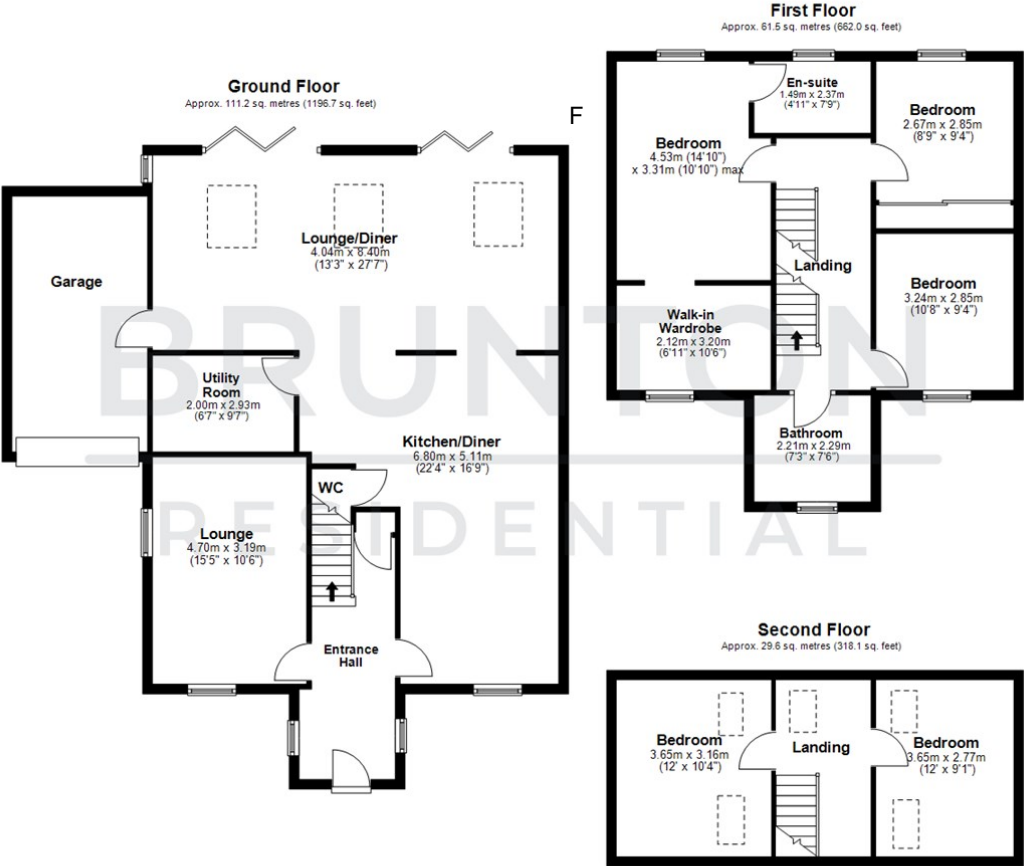 Ground Floor
Approx. 111.2 sq. metres (1196.7 sq. feet)
Garage
Lounge/Diner
4.04m x 8.40m
(13'3" x 27'7")
Utility
Room
2.00m x 2.93m
(6'7" x 9'7")
Kitchen/Diner
6.80m x 5.11m
(22'4" x 16'9")
WC
Lounge
4.70m x 3.19m
(15'5" x 10'6")
Entrance
Hall
F
First Floor
Approx. 61.5 sq. metres (662.0 sq. feet)
En-suite
1.49m x 2.37m
(4'11" x 7'9")
Bedroom
2.67m x 2.85m
(8'9" x 9'4")
Bedroom
4.53m (14'10")
x 3.31m (10'10") max
Landing
Bedroom
3.24m x 2.85m
(10'8" x 9'4")
Walk-in
Wardrobe
2.12m x 3.20m
(6'11" x 10'6")
Bathroom
2.21m x 2.29m
(7'3" x 7'6")
Second Floor
Approx. 29.6 sq. metres (318.1 sq. feet)
Bedroom
3.65m x 3.16m
(12' x 10'4")
Landing
Bedroom
3.65m x 2.77m
(12' x 9'1")
BRUNTON
RESIDENTIAL